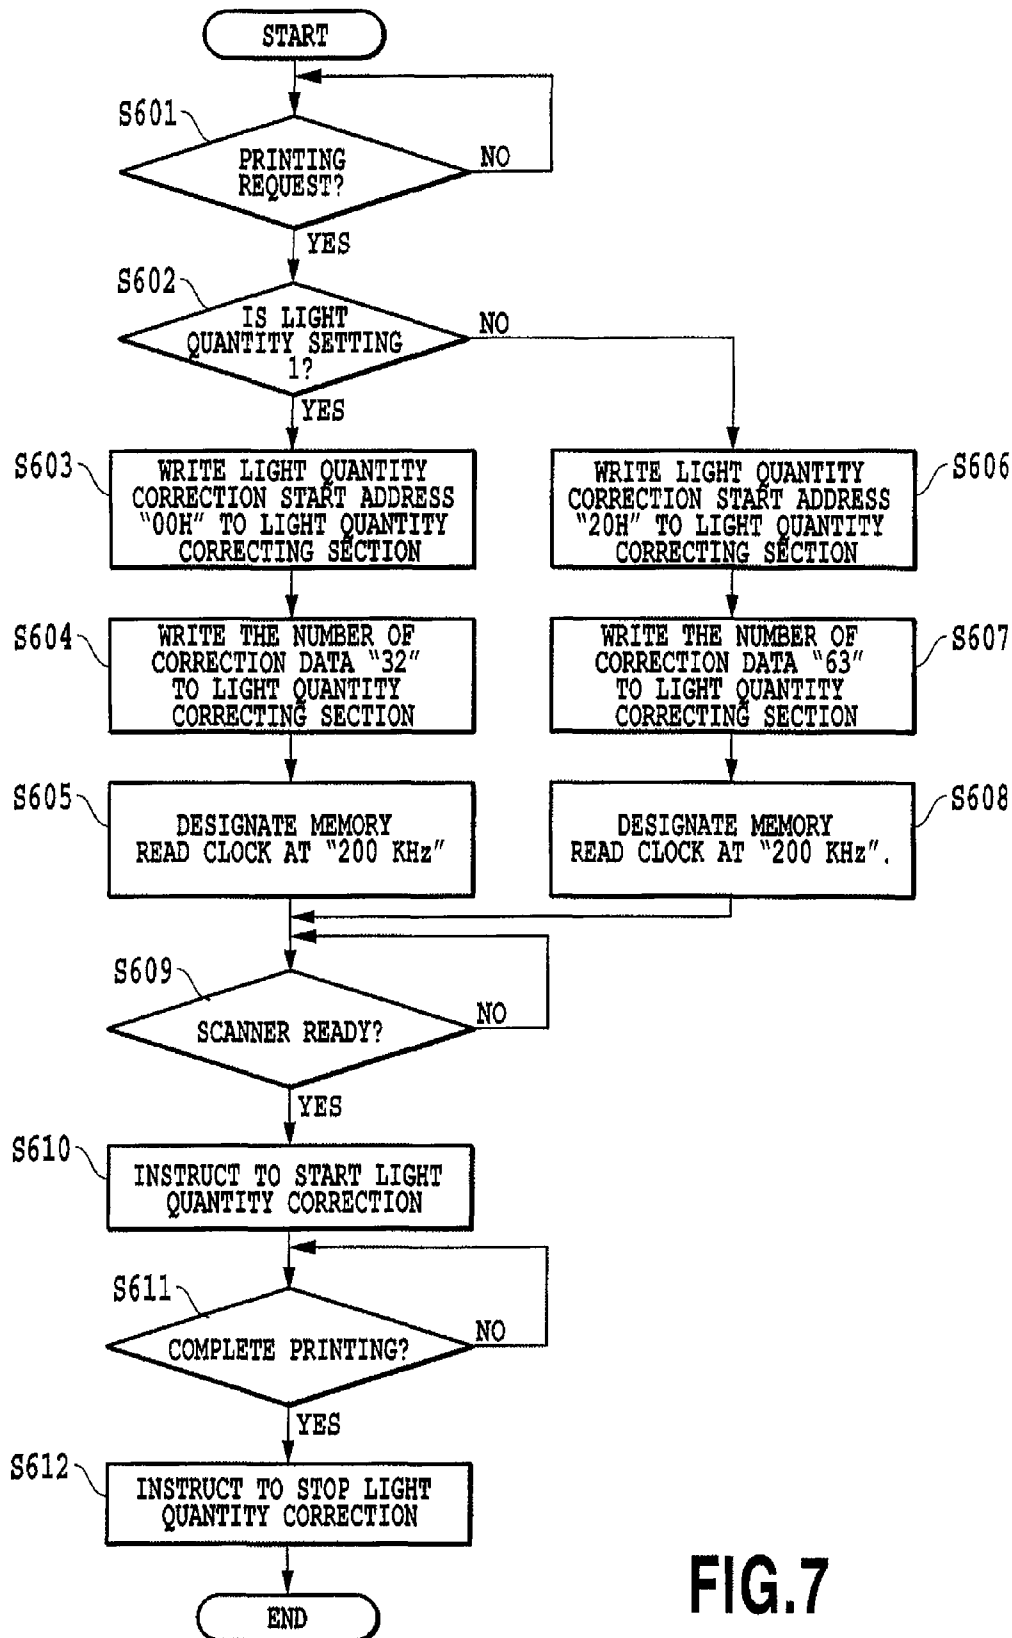 START
S601
PRINTING
REQUEST?
NO
YES
S602
IS LIGHT
QUANTITY SETTING
1?
NO
YES
S603
WRITE LIGHT QUANTITY
CORRECTION START ADDRESS
“00H” TO LIGHT QUANTITY
CORRECTING SECTION
S606
WRITE LIGHT QUANTITY
CORRECTION START ADDRESS
“20H” TO LIGHT QUANTITY
CORRECTING SECTION
S604
WRITE THE NUMBER OF
CORRECTION DATA “32”
TO LIGHT QUANTITY
CORRECTING SECTION
S607
WRITE THE NUMBER OF
CORRECTION DATA “63”
TO LIGHT QUANTITY
CORRECTING SECTION
S605
DESIGNATE MEMORY
READ CLOCK AT “200 KHz”
S608
DESIGNATE MEMORY
READ CLOCK AT “200 KHz”.
S609
SCANNER READY?
NO
YES
S610
INSTRUCT TO START LIGHT
QUANTITY CORRECTION
S611
COMPLETE PRINTING?
NO
YES
S612
INSTRUCT TO STOP LIGHT
QUANTITY CORRECTION
END
FIG.7